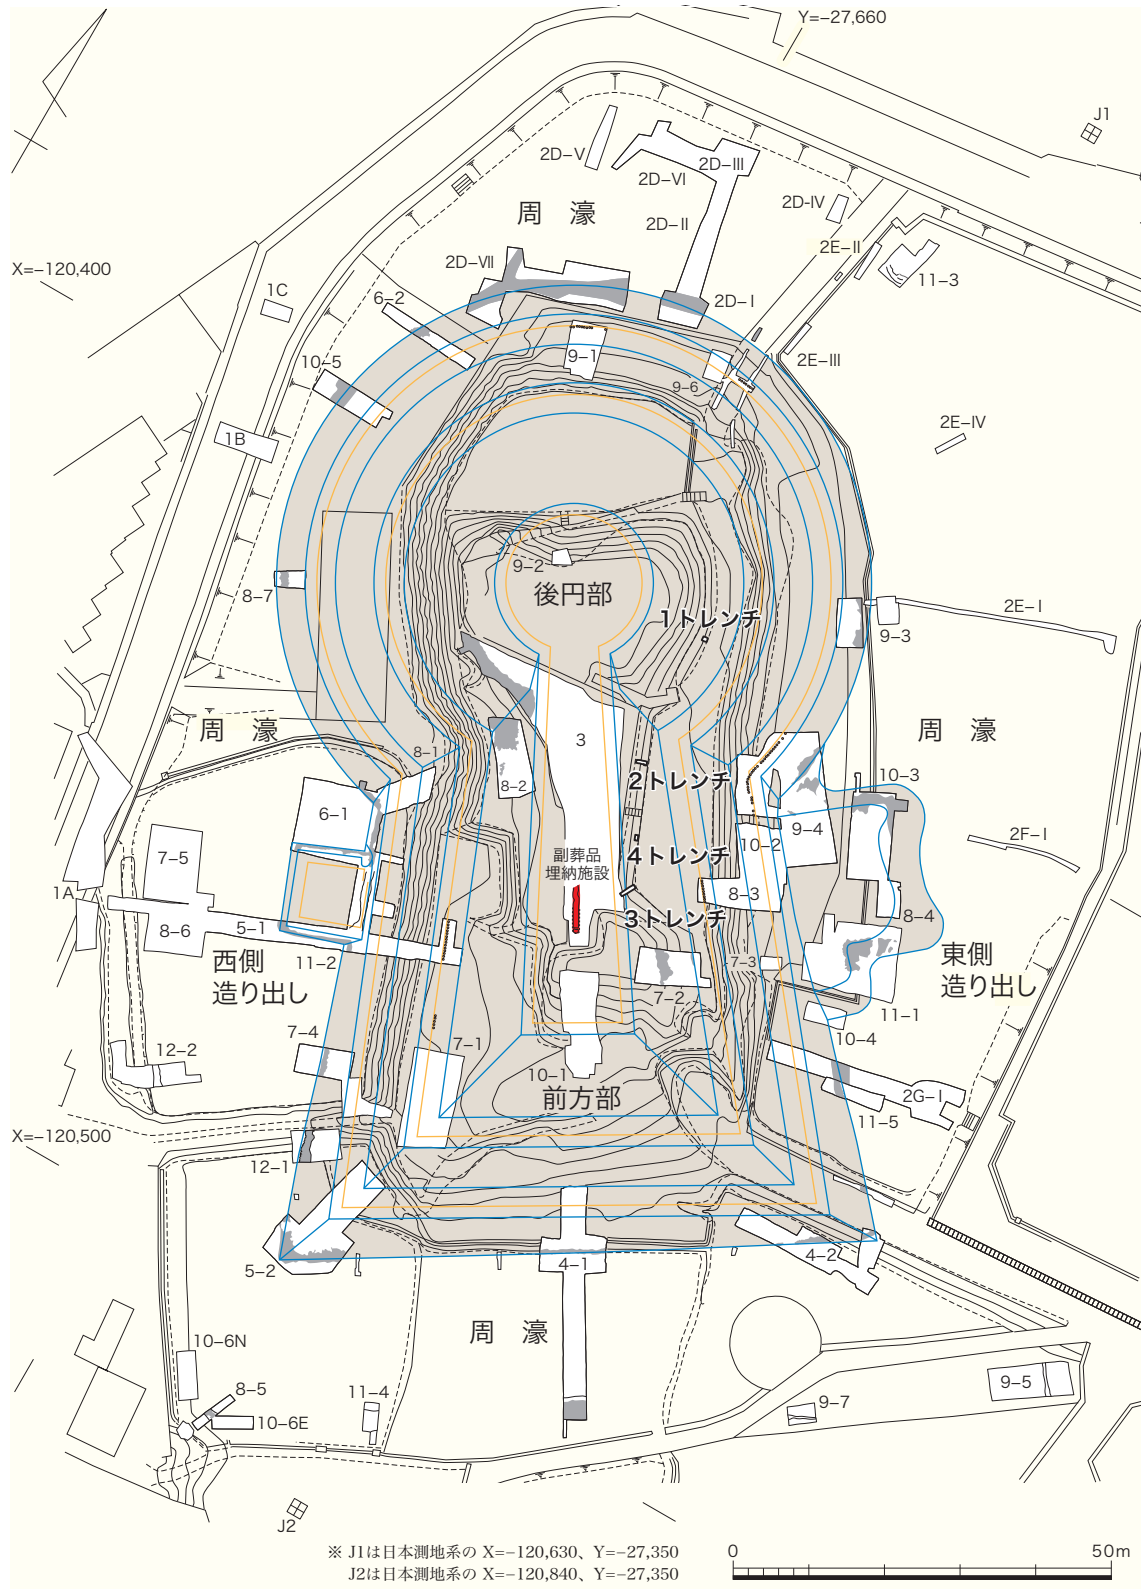 Y=−27,660
J1
2D−V
2D−III
2D−VI
2D-IV
周　濠
2D−II
2E−II
2D−VII
11−3
X=−120,400
1C
6−2
2D−I
9−1
2E−III
10−5
9−6
1B
2E−IV
9−2
後円部
8−7
1トレンチ
2E−I
9−3
周　濠
3
周　濠
8−1
2トレンチ
8−2
10−3
6−1
9−4
10−2
7−5
副葬品
埋納施設
4トレンチ
2F−I
1A
8−3
8−4
3トレンチ
5−1
8−6
11−2
西側
造り出し
7−3
東側
造り出し
7−2
11−1
10−4
7−4
7−1
12−2
10−1
前方部
2G−I
11−5
X=−120,500
12−1
5−2
4−1
4−2
周　濠
10−6N
8−5
11−4
9−5
9−7
10−6E
J2
※ J1は日本測地系の X=−120,630、Y=−27,350
J2は日本測地系の X=−120,840、Y=−27,350
0
50m